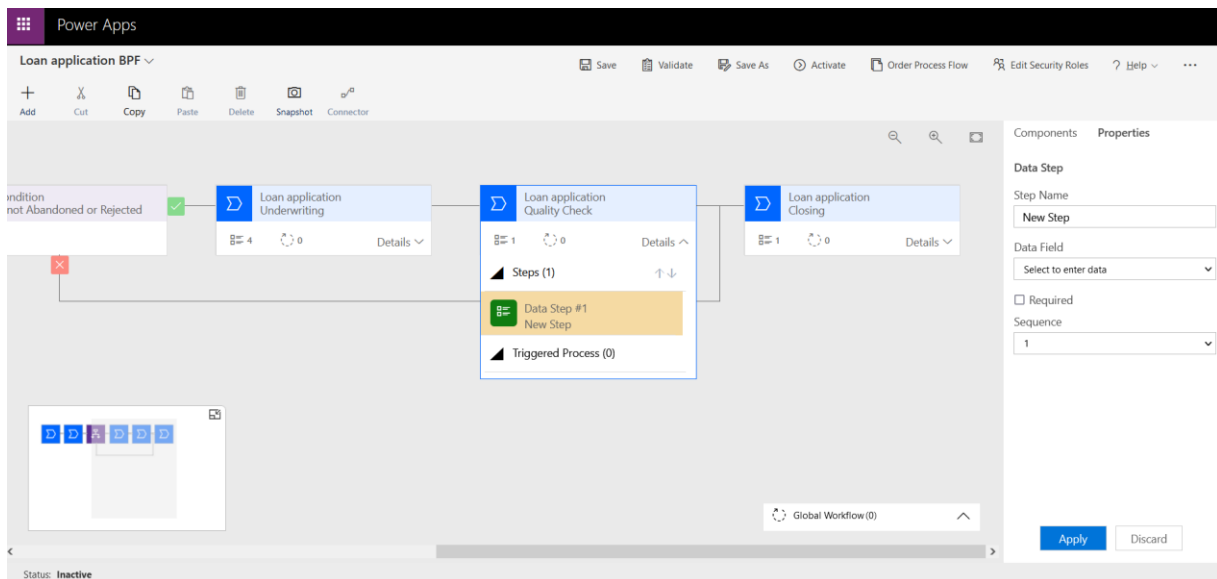 Power Apps
Loan application BPF
Save
Validate
Save As
Activate
Order Process Flow
Edit Security Roles
? Help
...
Add
Cut
Copy
Paste
Delete
Snapshot
Connector
Components
Properties
ndition
not Abandoned or Rejected
Loan application
Underwriting
4
0
Details
Loan application
Quality Check
1
0
Details
Steps (1)
Data Step #1
New Step
Triggered Process (0)
Loan application
Closing
1
0
Details
Data Step
Step Name
New Step
Data Field
Select to enter data
Required
Sequence
1
Global Workflow (0)
Apply
Discard
Status: Inactive